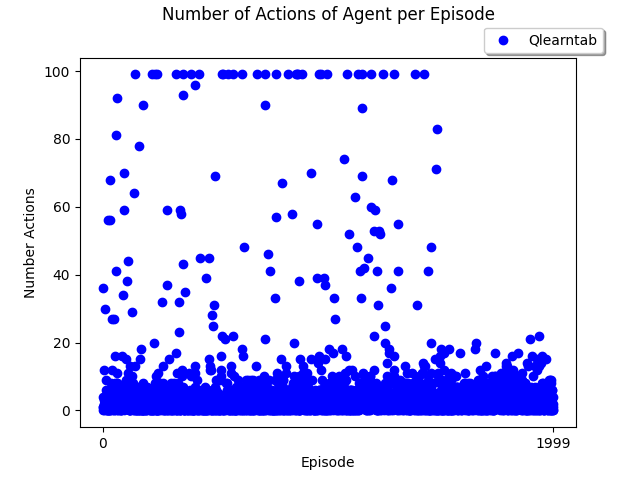 Number of Actions of Agent per Episode
Qlearntab
100
80
60
40
20
0
Number Actions
0
1999
Episode